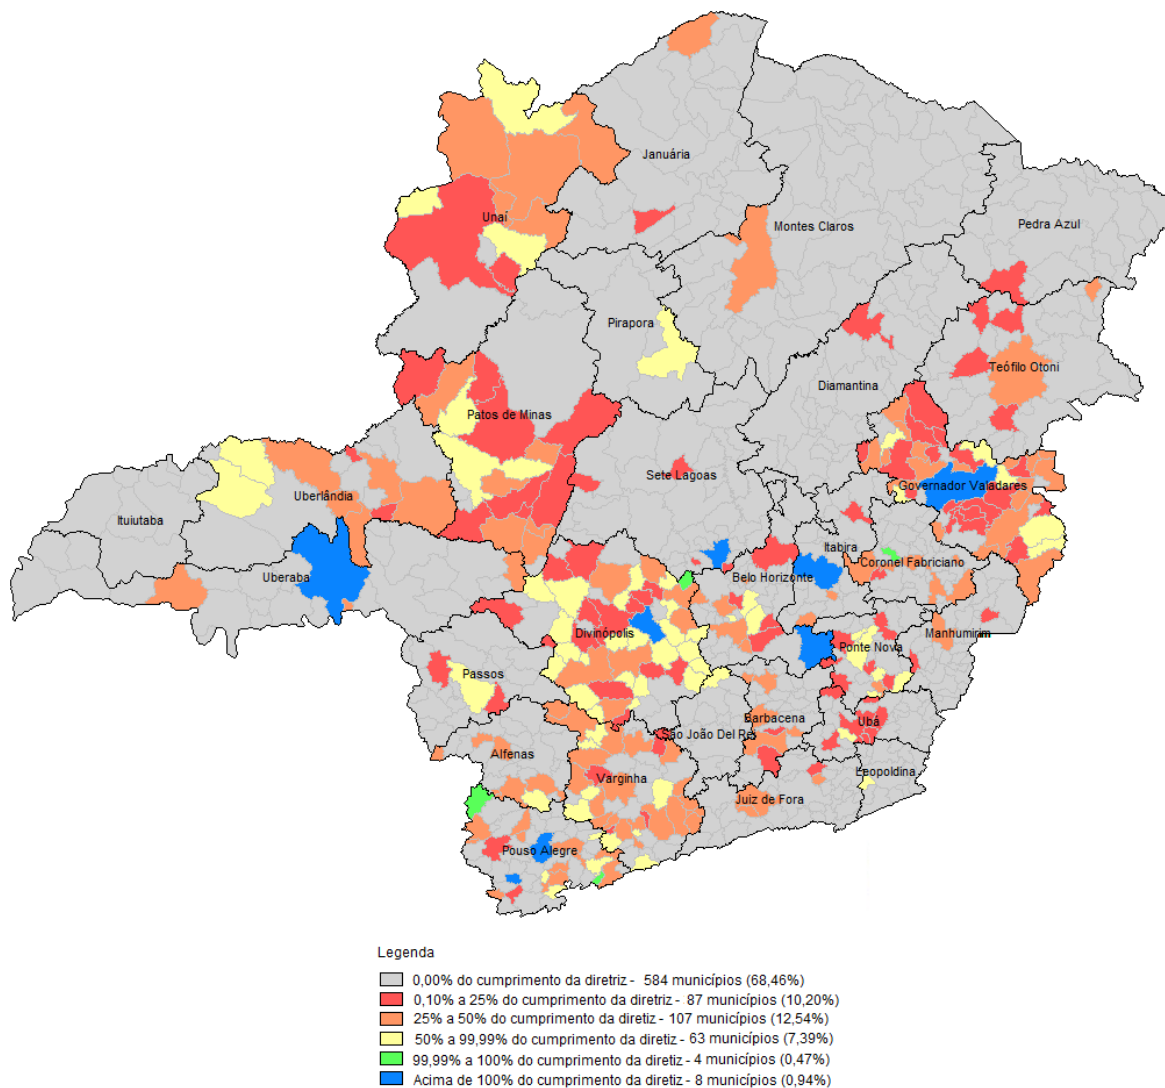 Januária
Unaí
Montes Claros
Pedra Azul
Pirapora
Teófilo Otoni
Diamantina
Patos de Minas
Sete Lagoas
Governador Valadares
Uberlândia
Ituiutaba
Itabira
Coronel Fabriciano
Uberaba
Belo Horizonte
Divinópolis
Manhumirim
Ponte Nova
Passos
Barbacena
Ubá
São João Del Rei
Alfenas
Leopoldina
Varginha
Juiz de Fora
Pouso Alegre
Legenda
0,00% do cumprimento da diretriz - 584 municípios (68,46%)
0,10% a 25% do cumprimento da diretriz - 87 municípios (10,20%)
25% a 50% do cumprimento da diretiz - 107 municípios (12,54%)
50% a 99,99% do cumprimento da diretiz - 63 municípios (7,39%)
99,99% a 100% do cumprimento da diretiz - 4 municípios (0,47%)
Acima de 100% do cumprimento da diretiz - 8 municípios (0,94%)